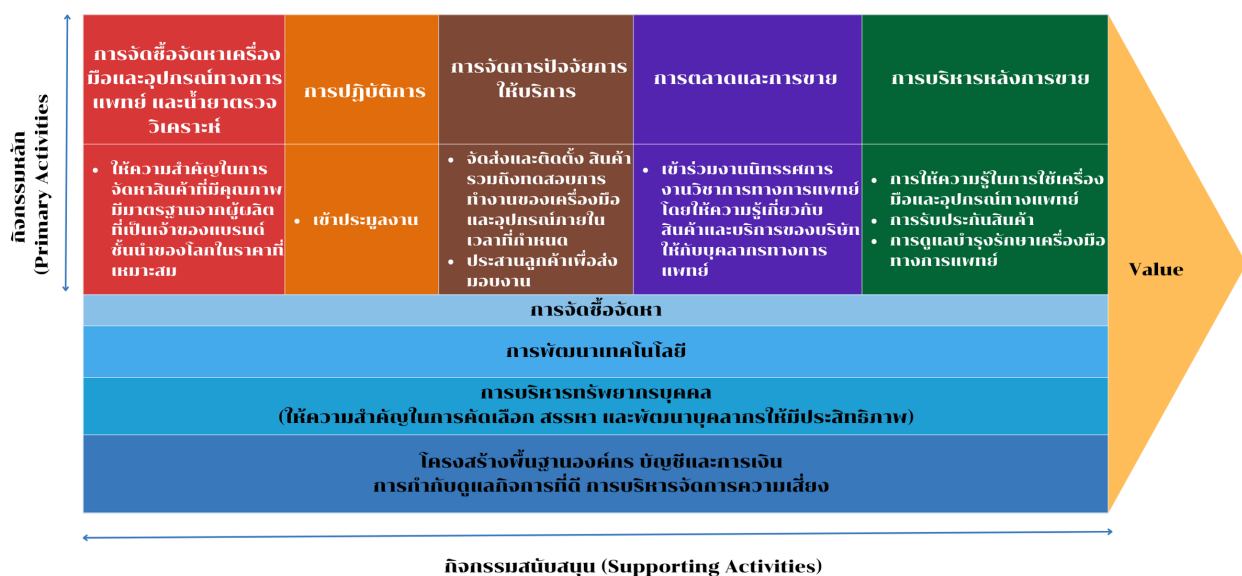 กิจกรรมหลัก
(Primary Activities)
การจัดซื้อจัดหาเครื่อง
มือและอุปกรณ์ทางการ
แพทย์ และน้ำยาตรวจ
วิเคราะห์
การปฏิบัติการ
การจัดการปัจจัยการ
ให้บริการ
การตลาดและการขาย
การบริหารหลังการขาย
• ให้ความสำคัญในการ
จัดหาสินค้าที่มีคุณภาพ
มีมาตรฐานจากผู้ผลิต
ที่เป็นเจ้าของแบรนด์
ชั้นนำของโลกในราคาที่
เหมาะสม
• เข้าประมูลงาน
• จัดส่งและติดตั้ง สินค้า
รวมถึงทดสอบการ
ทำงานของเครื่องมือ
และอุปกรณ์ภายใน
เวลาที่กำหนด
• ประสานลูกค้าเพื่อส่ง
มอบงาน
• เข้าร่วมงานนิทรรศการ
งานวิชาการทางการแพทย์
โดยให้ความรู้เกี่ยวกับ
สินค้าและบริการของบริษัท
ให้กับบุคลากรทางการ
แพทย์
• การให้ความรู้ในการใช้เครื่อง
มือและอุปกรณ์ทางแพทย์
• การรับประกันสินค้า
• การดูแลบำรุงรักษาเครื่องมือ
ทางการแพทย์
Value
การจัดซื้อจัดหา
การพัฒนาเทคโนโลยี
การบริหารทรัพยากรบุคคล
(ให้ความสำคัญในการคัดเลือก สรรหา และพัฒนาบุคลากรให้มีประสิทธิภาพ)
โครงสร้างพื้นฐานองค์กร บัญชีและการเงิน
การกำกับดูแลกิจการที่ดี การบริหารจัดการความเสี่ยง
กิจกรรมสนับสนุน (Supporting Activities)